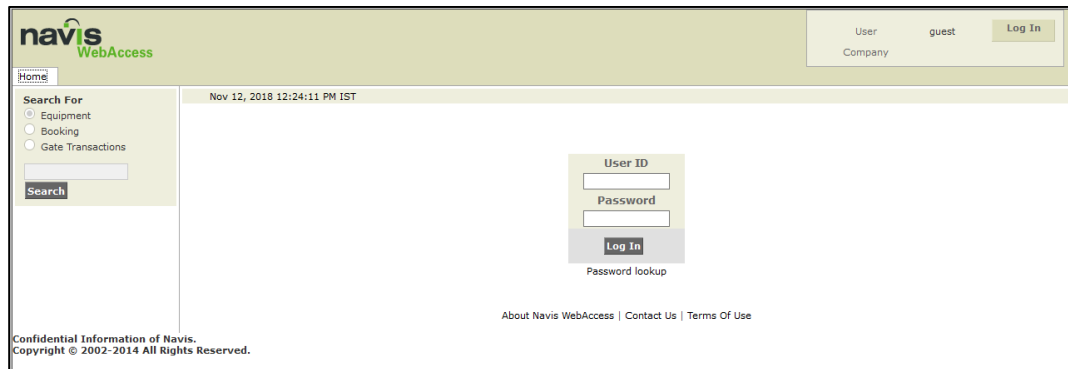 navis
WebAccess
User guest Log In
Company
Home
Search For
Equipment
Booking
Gate Transactions
Search
Nov 12, 2018 12:24:11 PM IST
User ID
Password
Log In
Password lookup
About Navis WebAccess | Contact Us | Terms Of Use
Confidential Information of Navis.
Copyright © 2002-2014 All Rights Reserved.